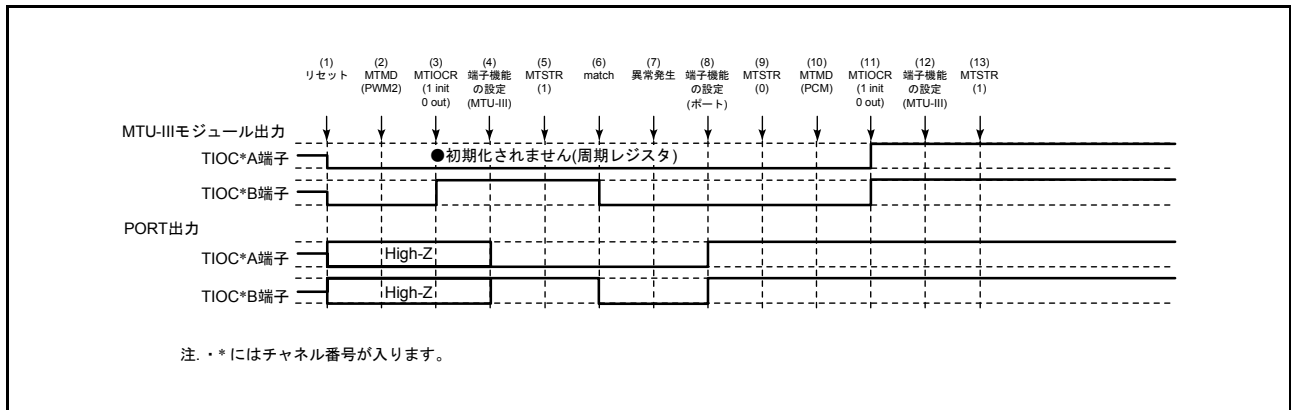 (1)
リセット
(2)
MTMD
(PWM2)
(3)
MTIOCR
(1 init
0 out)
(4)
端子機能
の設定
(MTU-III)
(5)
MTSTR
(1)
(6)
match
(7)
異常発生
(8)
端子機能
の設定
(ポート)
(9)
MTSTR
(0)
(10)
MTMD
(PCM)
(11)
MTIOCR
(1 init
0 out)
(12)
端子機能
の設定
(MTU-III)
(13)
MTSTR
(1)
MTU-IIIモジュール出力
TIOC*A端子
●初期化されません(周期レジスタ)
TIOC*B端子
PORT出力
TIOC*A端子
High-Z
TIOC*B端子
High-Z
注. ・* にはチャネル番号が入ります。